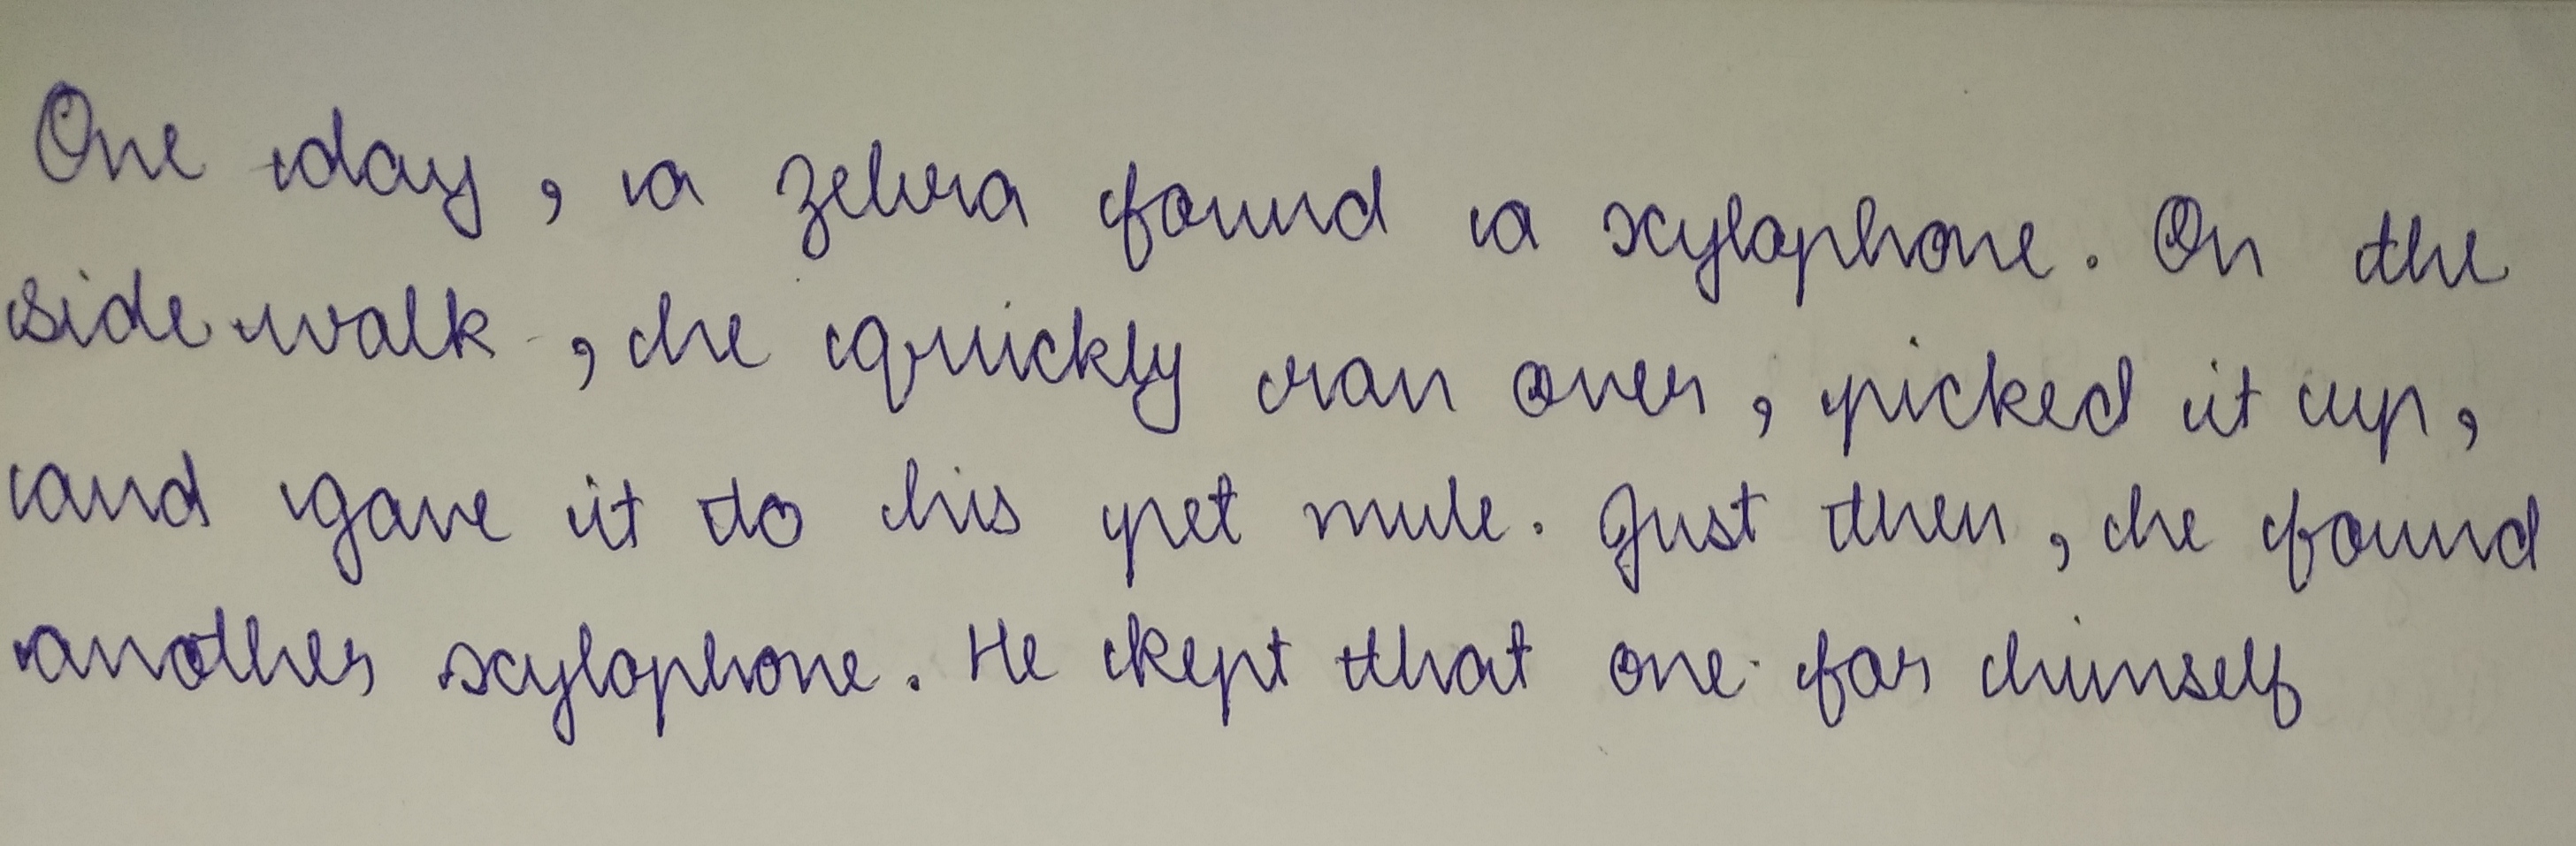 One day, a zebra found a xylophone. On the
sidewalk, he quickly ran over, picked it up,
and gave it to his pet mule. Just then, he found
another xylophone. He kept that one for himself